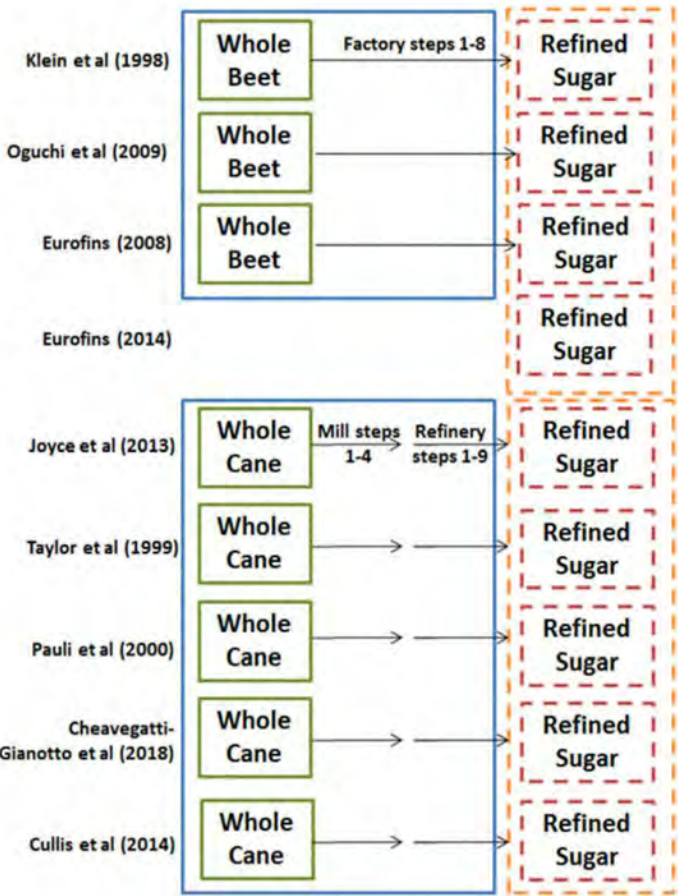 Klein et al (1998)
Whole
Beet
Factory steps 1-8
Refined
Sugar
Oguchi et al (2009)
Whole
Beet
Refined
Sugar
Eurofins (2008)
Whole
Beet
Refined
Sugar
Eurofins (2014)
Refined
Sugar
Joyce et al (2013)
Whole
Cane
Mill steps
1-4
Refinery
steps 1-9
Refined
Sugar
Taylor et al (1999)
Whole
Cane
Refined
Sugar
Pauli et al (2000)
Whole
Cane
Refined
Sugar
Cheavegatti-
Gianotto et al (2018)
Whole
Cane
Refined
Sugar
Cullis et al (2014)
Whole
Cane
Refined
Sugar